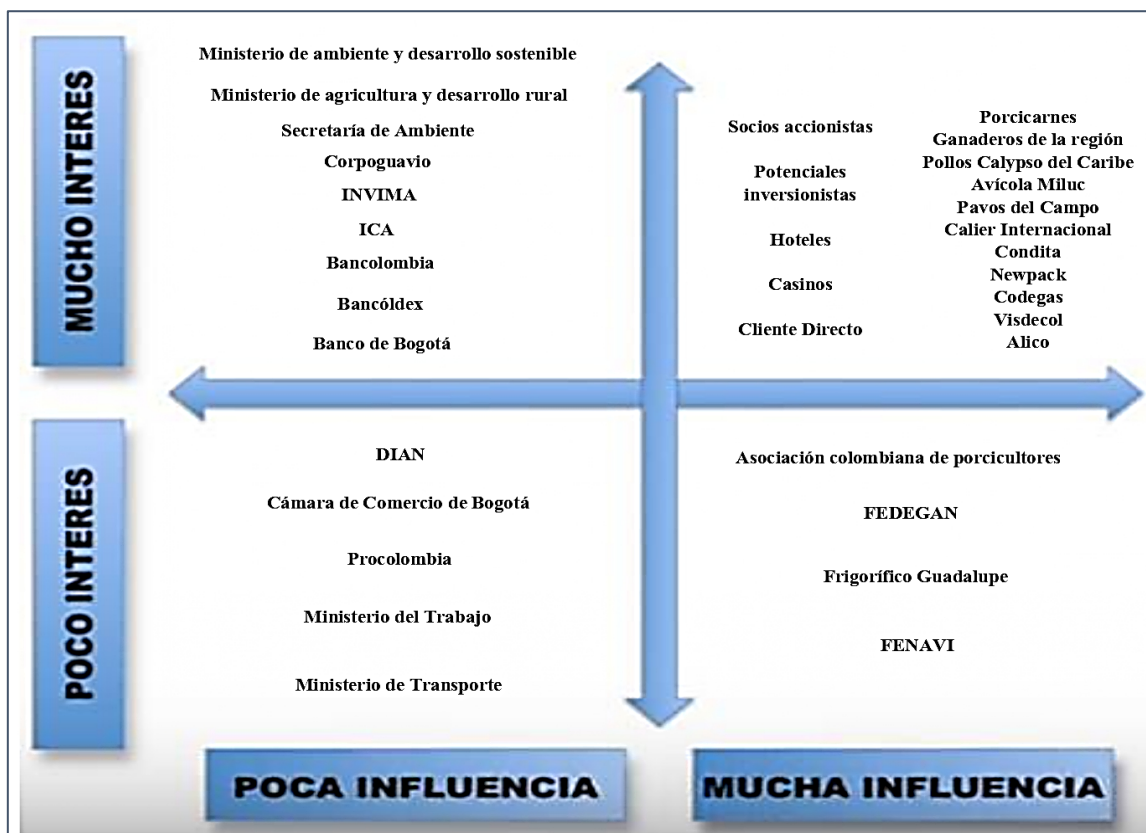 MUCHO INTERES
Ministerio de ambiente y desarrollo sostenible
Ministerio de agricultura y desarrollo rural
Secretaría de Ambiente
Corpoguavio
INVIMA
ICA
Bancolombia
Bancóldex
Banco de Bogotá
Socios accionistas
Potenciales
inversionistas
Hoteles
Casinos
Cliente Directo
Porcicarnes
Ganaderos de la región
Pollos Calypso del Caribe
Avícola Miluc
Pavos del Campo
Calier Internacional
Condita
Newpack
Codegas
Visdecol
Alico
POCO INTERES
DIAN
Cámara de Comercio de Bogotá
Procolombia
Ministerio del Trabajo
Ministerio de Transporte
Asociación colombiana de porcicultores
FEDEGAN
Frigorífico Guadalupe
FENAVI
POCA INFLUENCIA
MUCHA INFLUENCIA